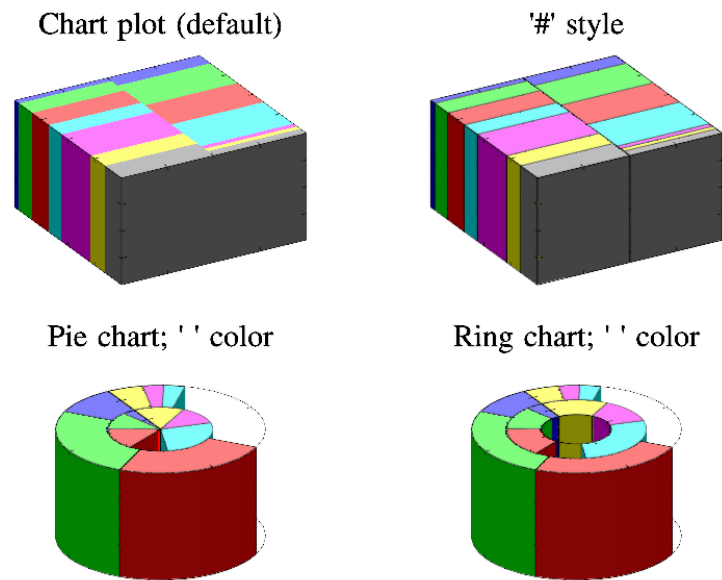 Chart plot (default)
'#' style
Pie chart; ' ' color
Ring chart; ' ' color